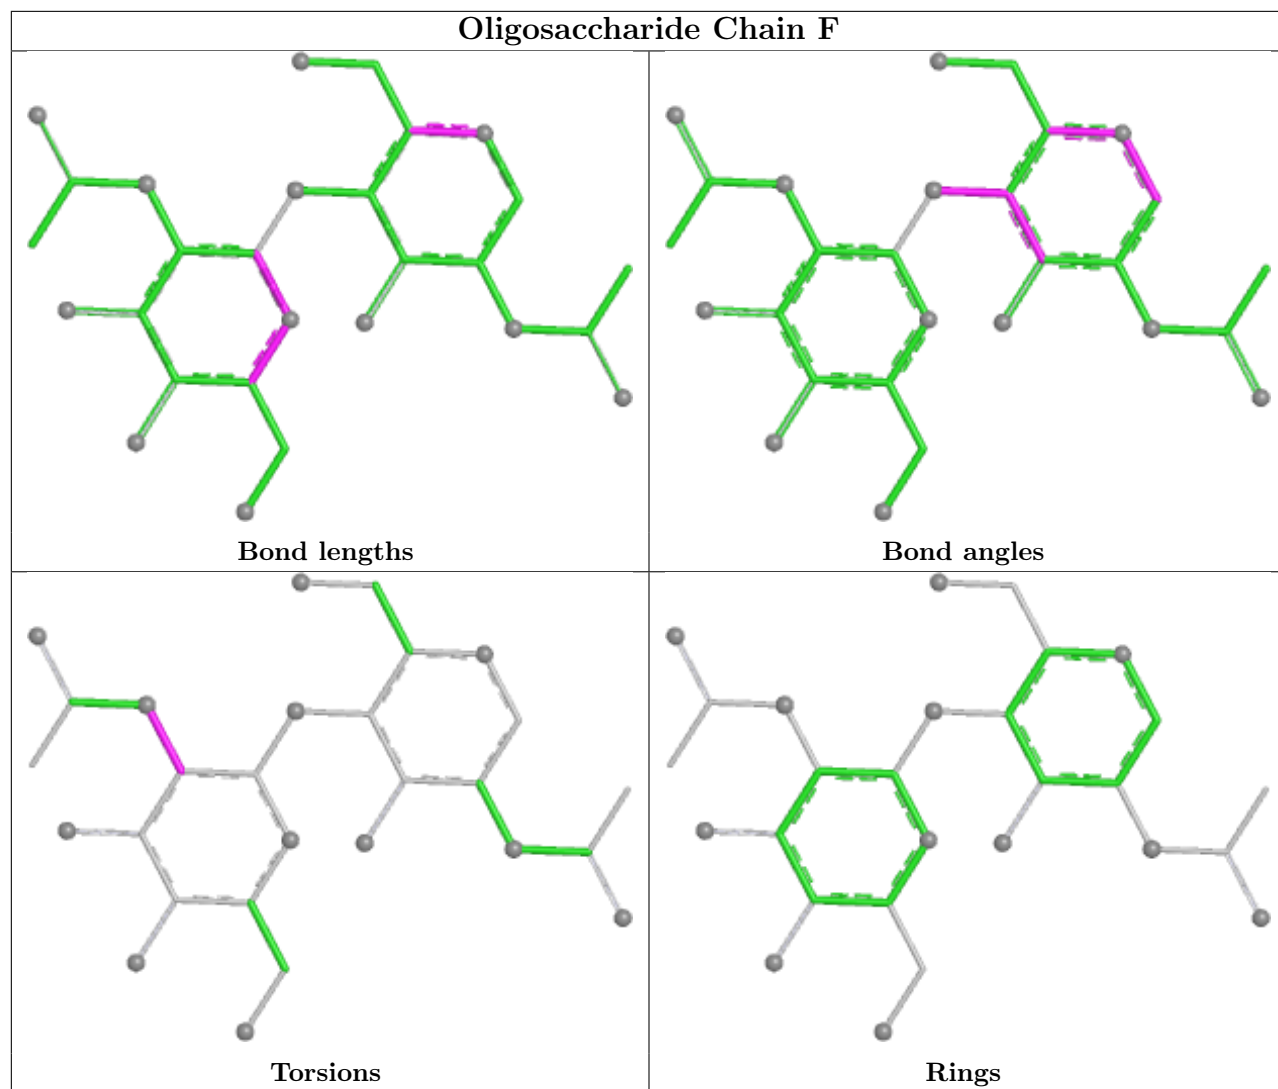 Oligosaccharide Chain F
Bond lengths
Bond angles
Torsions
Rings